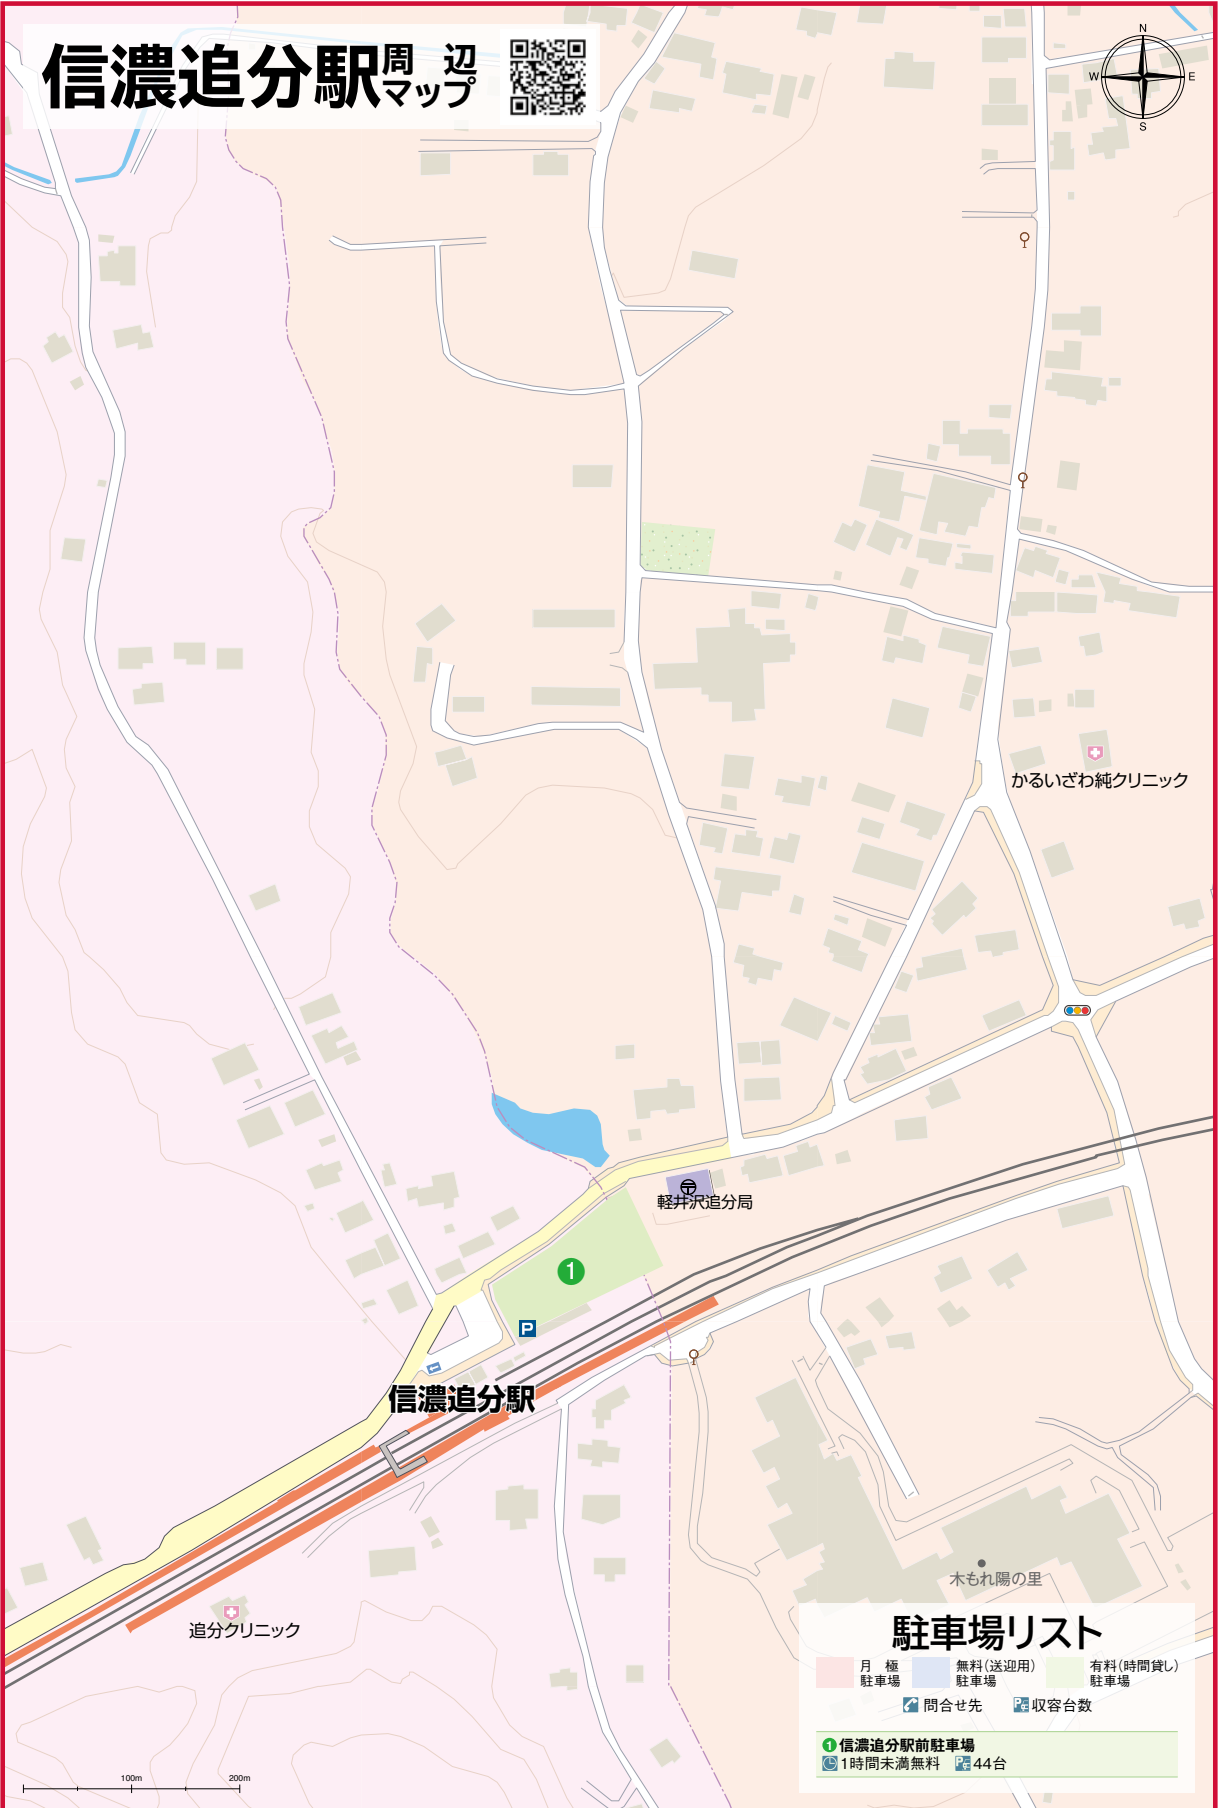 信濃追分駅周辺
マップ
N
W
E
S
かるいざわ純クリニック
〒
軽井沢追分局
1
P
信濃追分駅
木もれ陽の里
追分クリニック
駐車場リスト
月極
駐車場
無料(送迎用)
駐車場
有料(時間貸し)
駐車場
問合せ先
P 収容台数
1 信濃追分駅前駐車場
1時間未満無料 P 44台
100m
200m